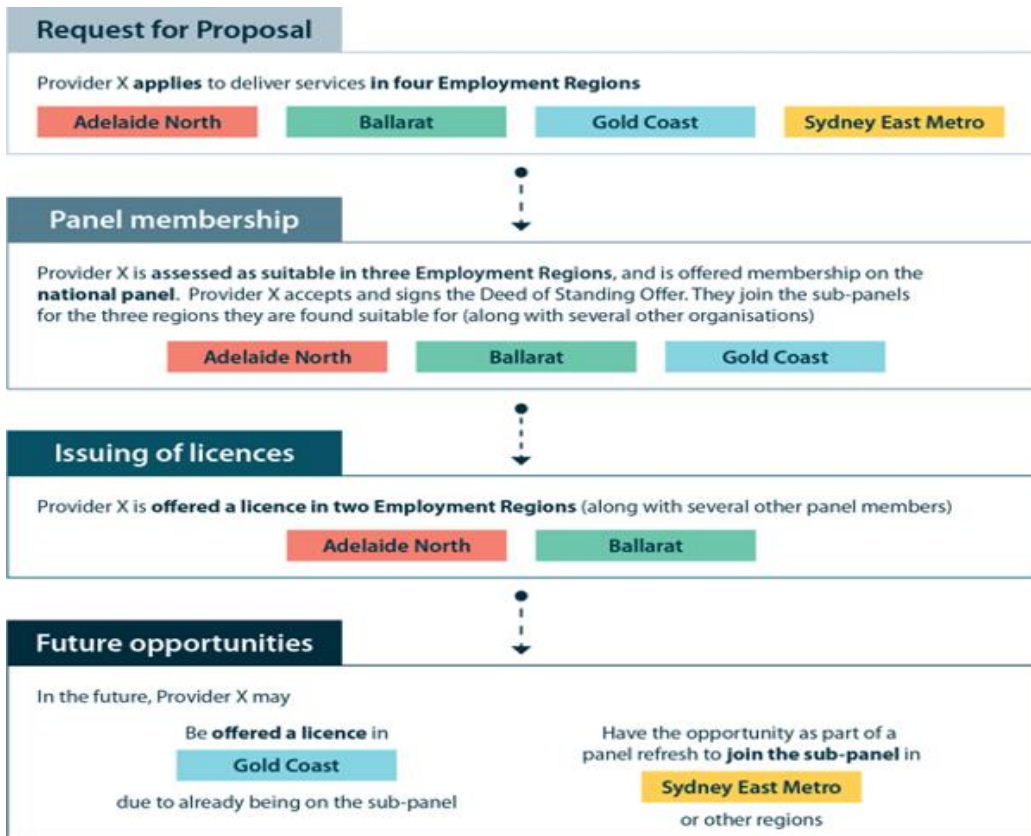 Request for Proposal
Provider X applies to deliver services in four Employment Regions
Adelaide North
Ballarat
Gold Coast
Sydney East Metro
Panel membership
Provider X is assessed as suitable in three Employment Regions, and is offered membership on the
national panel. Provider X accepts and signs the Deed of Standing Offer. They join the sub-panels
for the three regions they are found suitable for (along with several other organisations)
Adelaide North
Ballarat
Gold Coast
Issuing of licences
Provider X is offered a licence in two Employment Regions (along with several other panel members)
Adelaide North
Ballarat
Future opportunities
In the future, Provider X may
Be offered a licence in
Gold Coast
due to already being on the sub-panel
Have the opportunity as part of a
panel refresh to join the sub-panel in
Sydney East Metro
or other regions